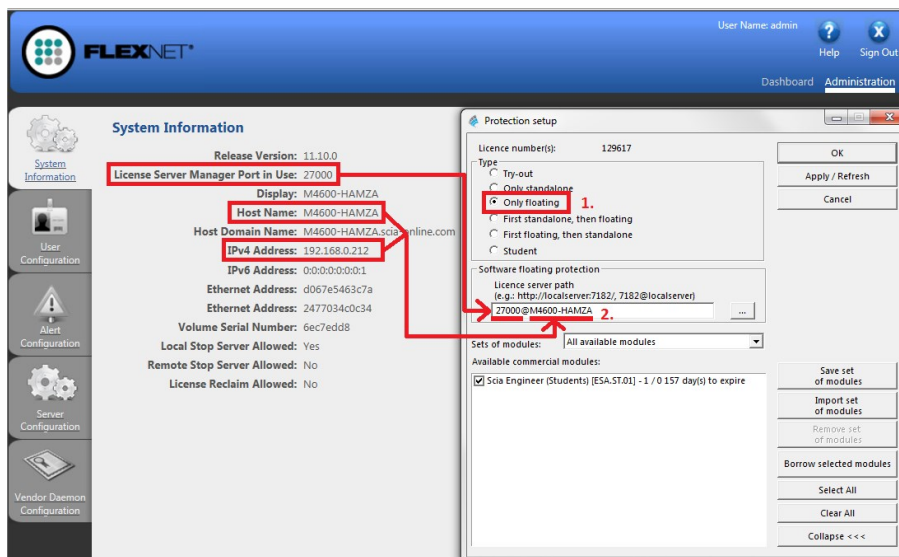 User Name: admin
FLEXNET
?
X
Help
Sign Out
Dashboard
Administration
System
Information
User
Configuration
Alert
Configuration
Server
Configuration
Vendor Daemon
Configuration
System Information
Release Version: 11.10.0
License Server Manager Port in Use: 27000
Display: M4600-HAMZA
Host Name: M4600-HAMZA
Host Domain Name: M4600-HAMZA.scia-online.com
IPv4 Address: 192.168.0.212
IPv6 Address: 0:0:0:0:0:0:0:1
Ethernet Address: d067e5463c7a
Ethernet Address: 2477034c0c34
Volume Serial Number: 6ec7edd8
Local Stop Server Allowed: Yes
Remote Stop Server Allowed: No
License Reclaim Allowed: No
Protection setup
Licence number(s): 129617
Type
Try-out
Only standalone
Only floating 1.
First standalone, then floating
First floating, then standalone
Student
Software floating protection
Licence server path
(e.g.: http://localserver:7182/, 7182@localserver)
27000@M4600-HAMZA 2.
...
Sets of modules: All available modules
Available commercial modules:
Scia Engineer (Students) [ESA.ST.01] - 1 / 0 157 day(s) to expire
OK
Apply / Refresh
Cancel
Save set
of modules
Import set
of modules
Remove set
of modules
Borrow selected modules
Select All
Clear All
Collapse <<<